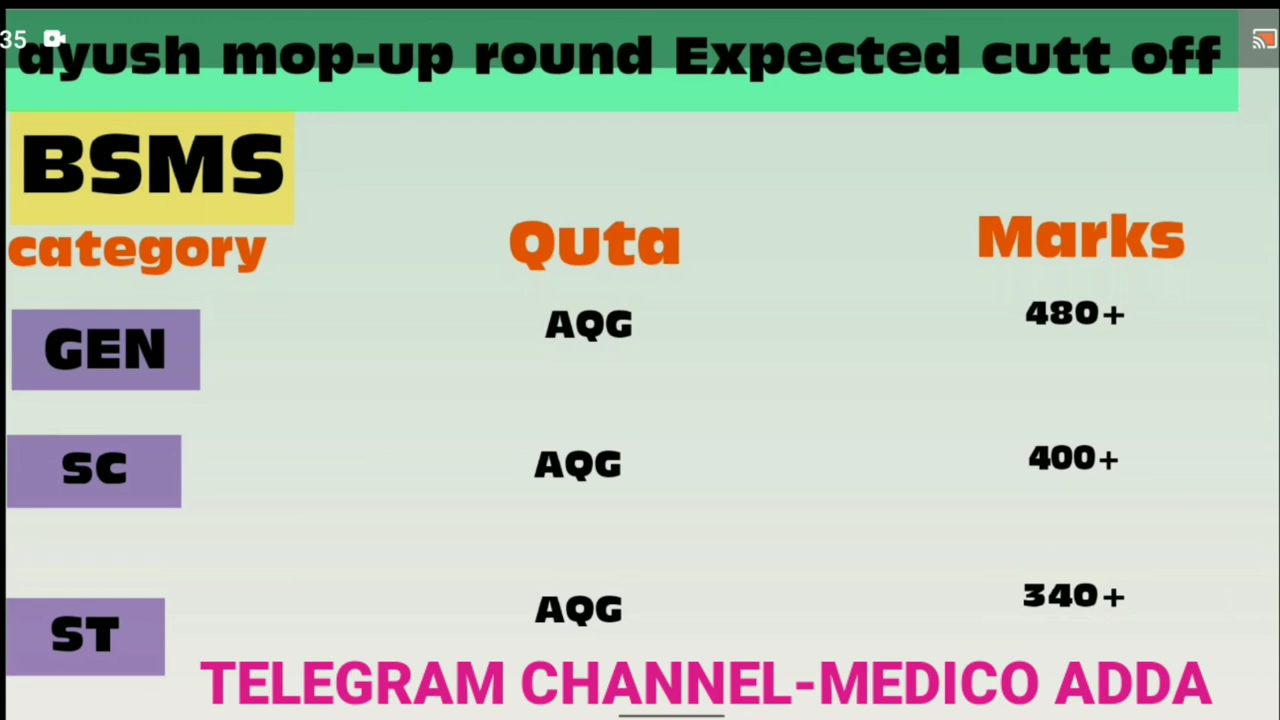 35
ayush mop-up round Expected cutt off
BSMS
category Quta Marks
GEN AQG 480+
SC AQG 400+
ST AQG 340+
TELEGRAM CHANNEL-MEDICO ADDA